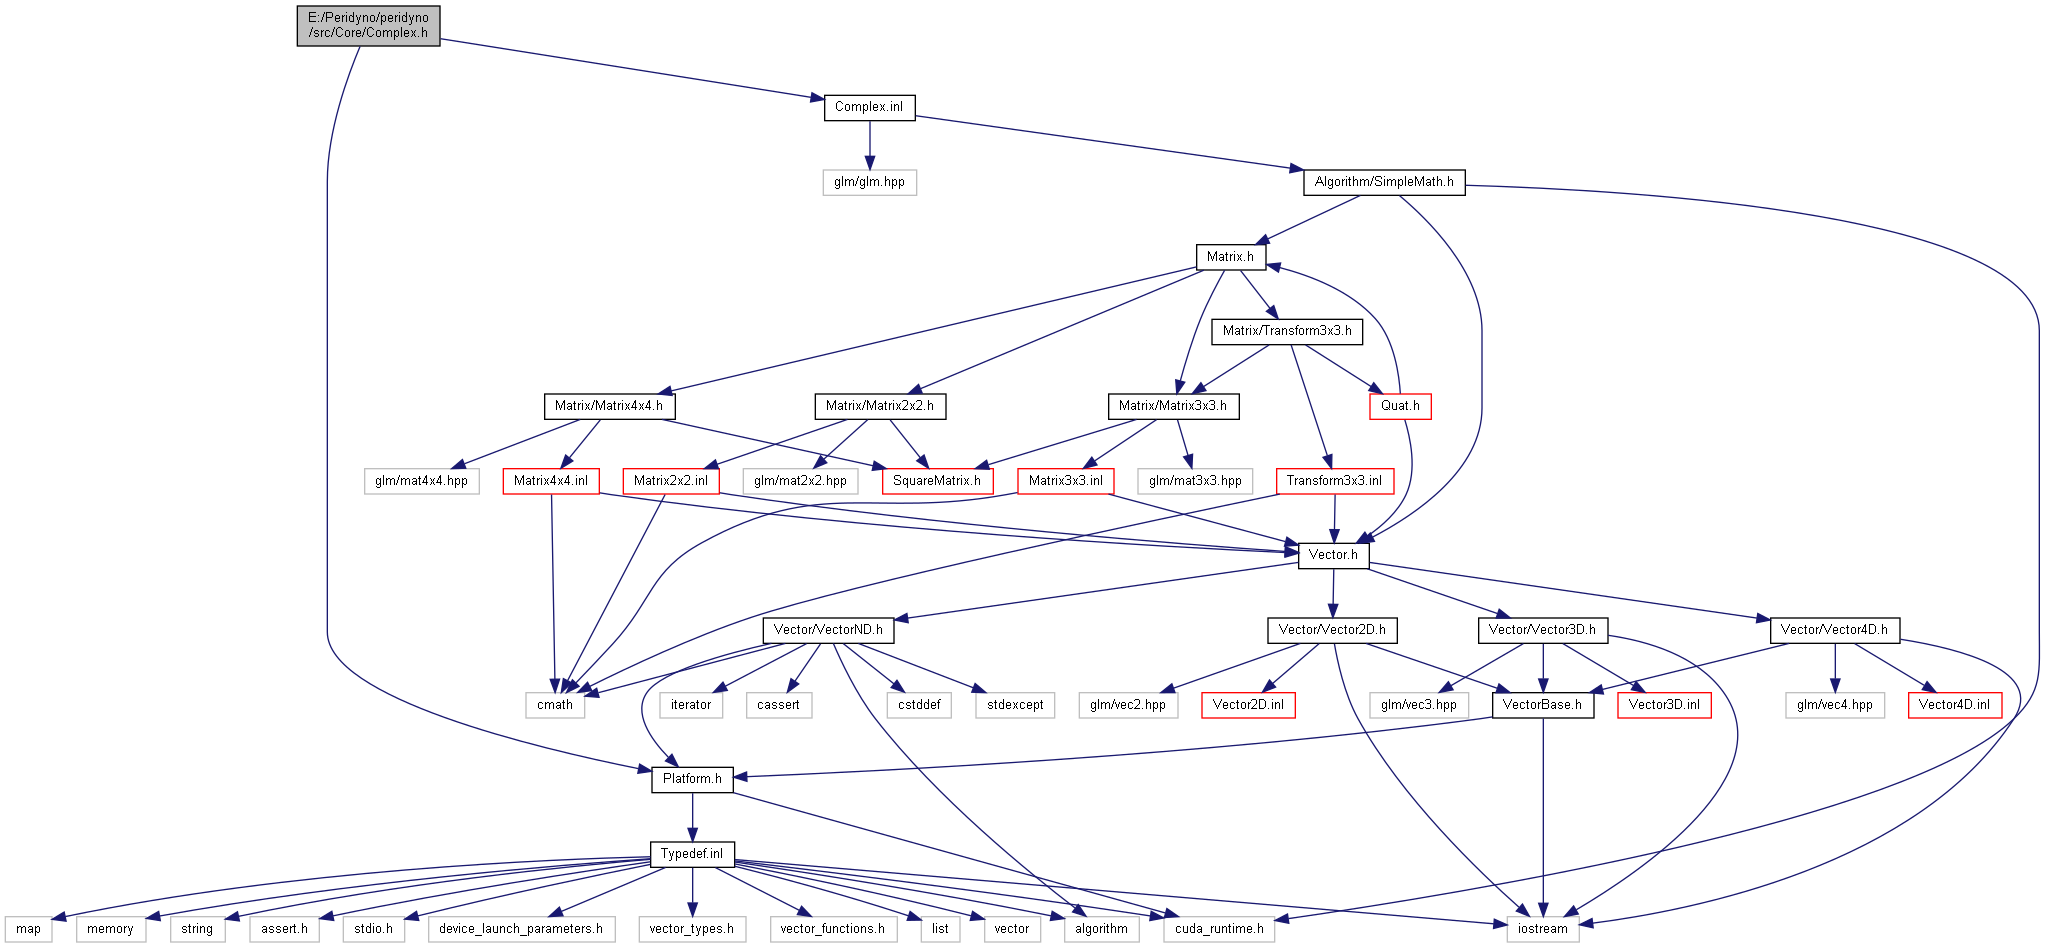 E:/Peridyno/peridyno
/src/Core/Complex.h
Complex.inl
glm/glm.hpp
Algorithm/SimpleMath.h
Matrix.h
Matrix/Transform3x3.h
Matrix/Matrix4x4.h
Matrix/Matrix2x2.h
Matrix/Matrix3x3.h
Quat.h
glm/mat4x4.hpp
Matrix4x4.inl
Matrix2x2.inl
glm/mat2x2.hpp
SquareMatrix.h
Matrix3x3.inl
glm/mat3x3.hpp
Transform3x3.inl
Vector.h
Vector/VectorND.h
Vector/Vector2D.h
Vector/Vector3D.h
Vector/Vector4D.h
cmath
iterator
cassert
cstddef
stdexcept
glm/vec2.hpp
Vector2D.inl
glm/vec3.hpp
VectorBase.h
Vector3D.inl
glm/vec4.hpp
Vector4D.inl
Platform.h
Typedef.inl
map
memory
string
assert.h
stdio.h
device_launch_parameters.h
vector_types.h
vector_functions.h
list
vector
algorithm
cuda_runtime.h
iostream